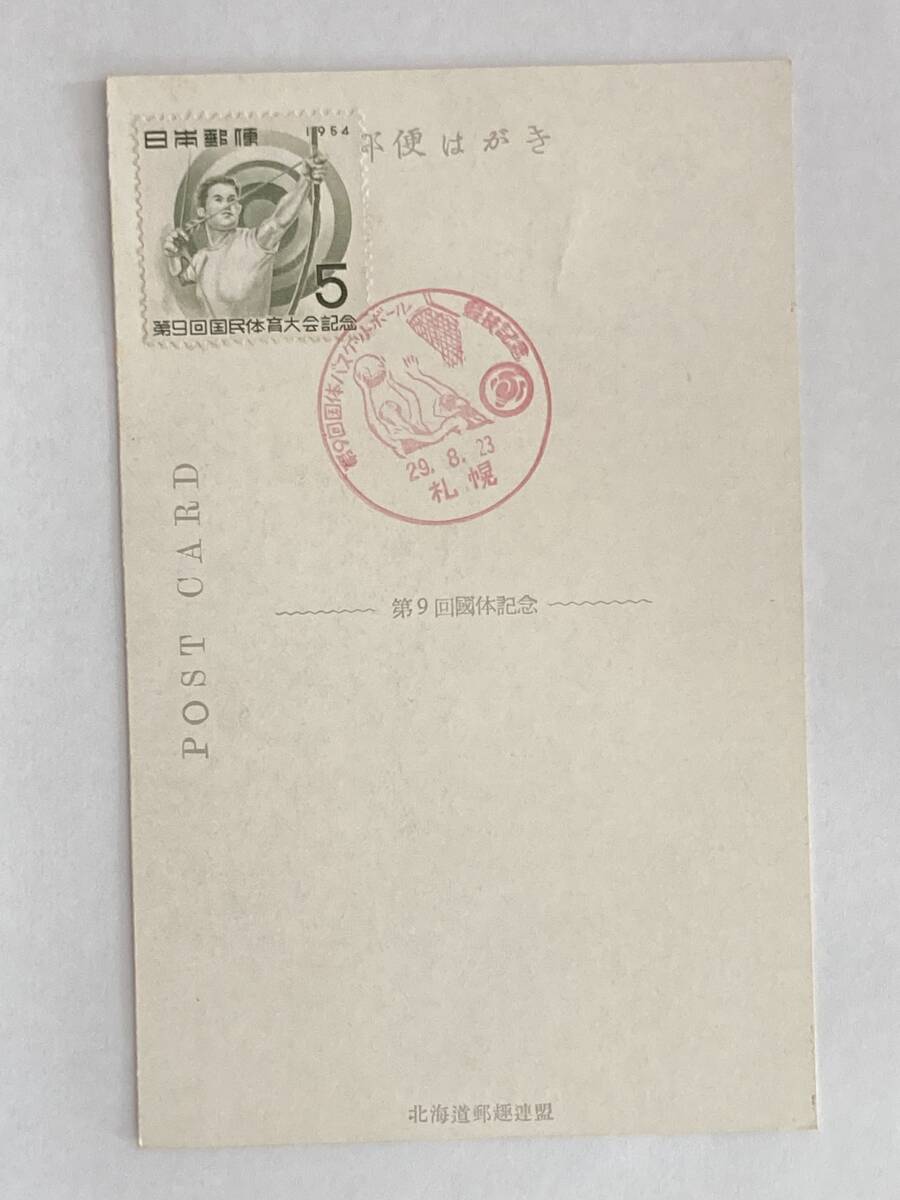 日本郵便 1954
便はがき
5
第9回国民体育大会記念
第9回国体バスケットボール
競技記念
29. 8. 23
札幌
POST CARD
第9回國体記念
北海道郵趣連盟